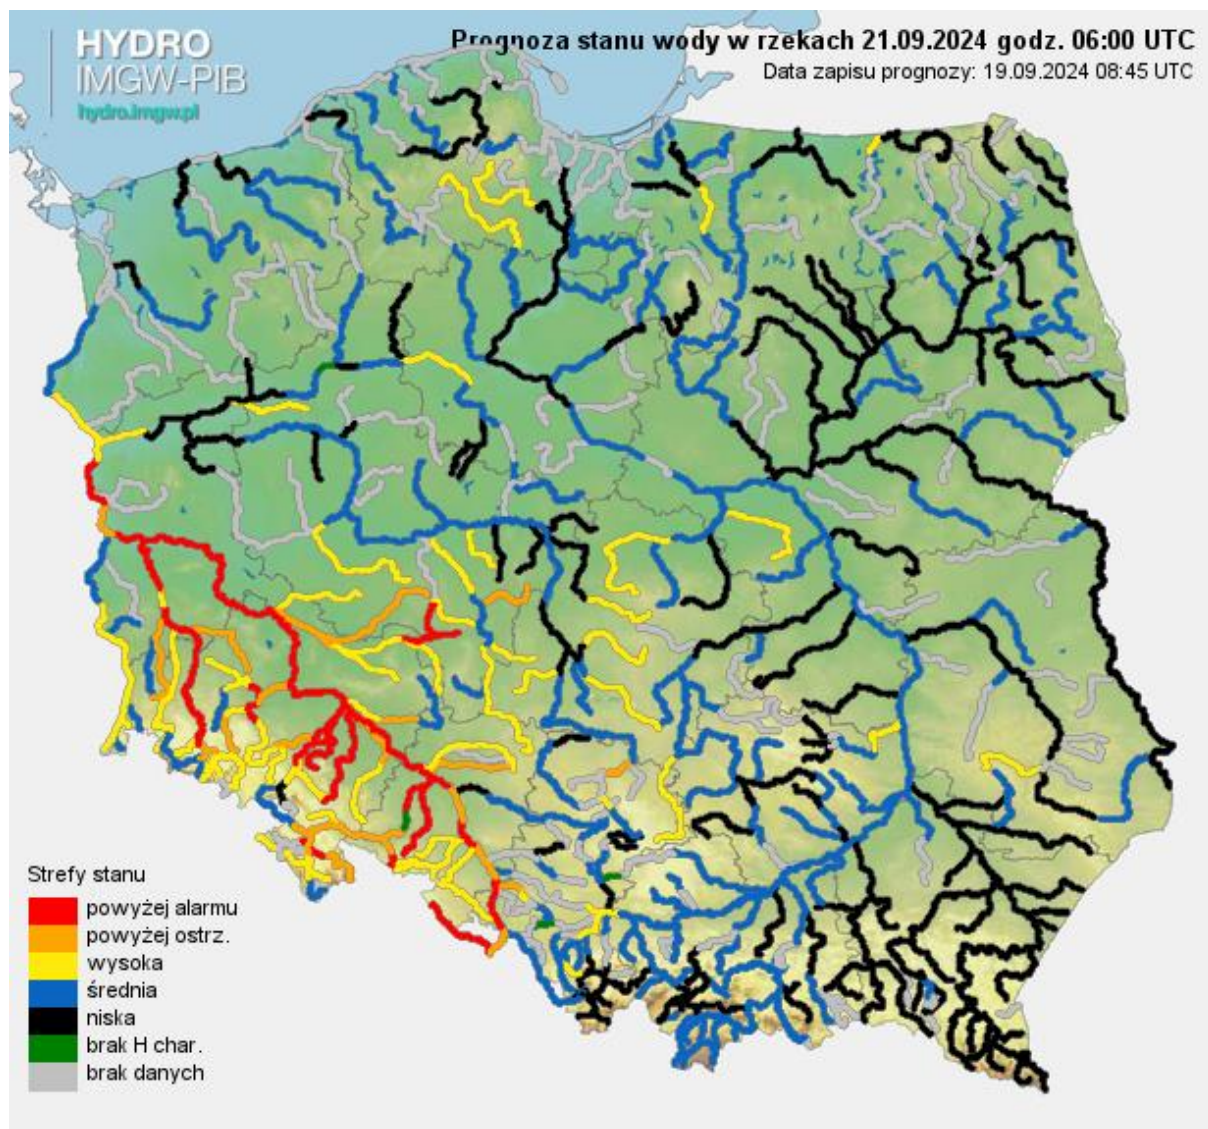 HYDRO
IMGW-PIB
hydro.imgw.pl
Prognoza stanu wody w rzekach 21.09.2024 godz. 06:00 UTC
Data zapisu prognozy: 19.09.2024 08:45 UTC
Strefy stanu
powyżej alarmu
powyżej ostrz.
wysoka
średnia
niska
brak H char.
brak danych